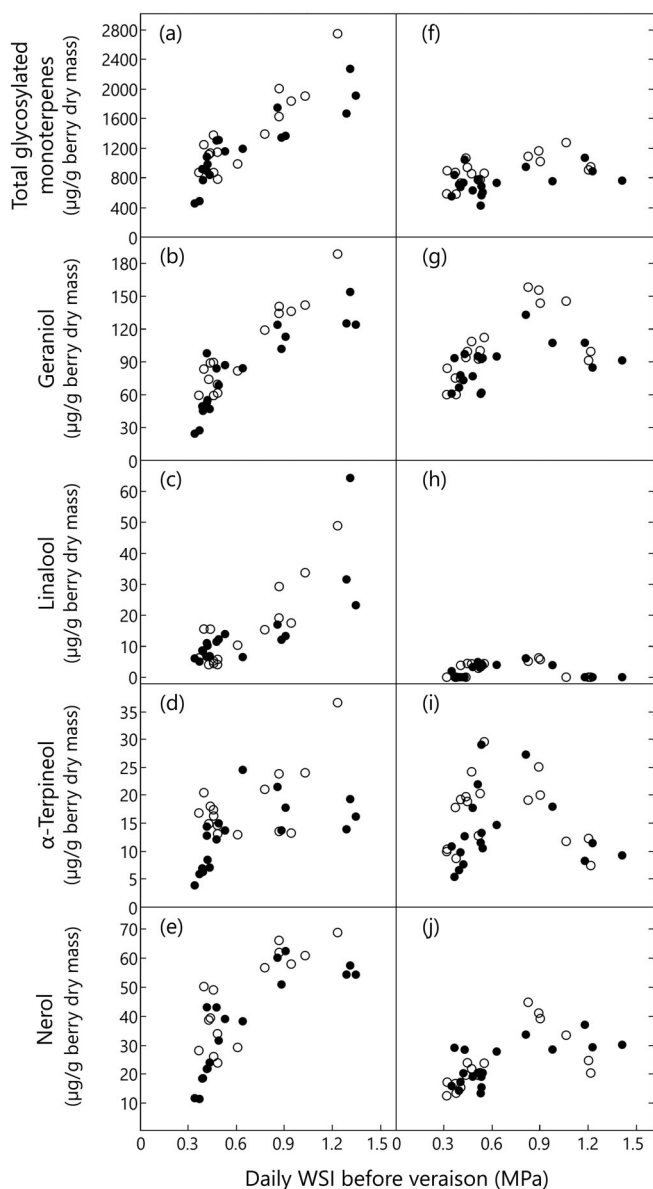 Total glycosylated
monoterpenes
(µg/g berry dry mass)
2800
2400
2000
1600
1200
800
400
0
(a)
(f)
Geraniol
(µg/g berry dry mass)
180
150
120
90
60
30
0
(b)
(g)
Linalool
(µg/g berry dry mass)
60
50
40
30
20
10
0
(c)
(h)
α-Terpineol
(µg/g berry dry mass)
35
30
25
20
15
10
5
0
(d)
(i)
Nerol
(µg/g berry dry mass)
70
60
50
40
30
20
10
(e)
(j)
0 0.3 0.6 0.9 1.2 1.5 0 0.3 0.6 0.9 1.2 1.5
Daily WSI before veraison (MPa)